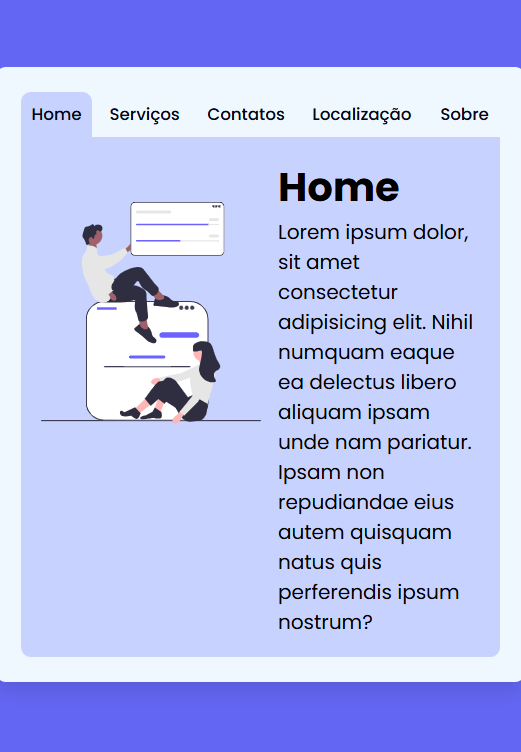 Home Serviços Contatos Localização Sobre
Home
Lorem ipsum dolor,
sit amet
consectetur
adipisicing elit. Nihil
numquam eaque
ea delectus libero
aliquam ipsam
unde nam pariatur.
Ipsam non
repudiandae eius
autem quisquam
natus quis
perferendis ipsum
nostrum?